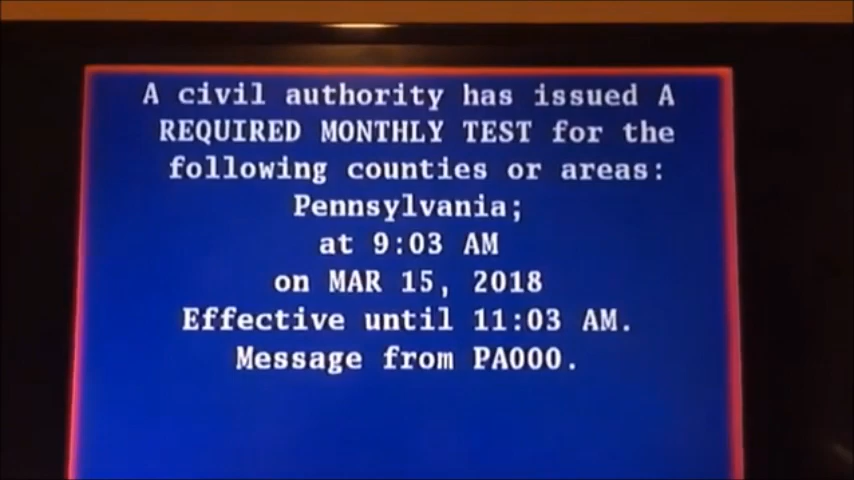 A civil authority has issued A
REQUIRED MONTHLY TEST for the
following counties or areas:
Pennsylvania;
at 9:03 AM
on MAR 15, 2018
Effective until 11:03 AM.
Message from PA000.